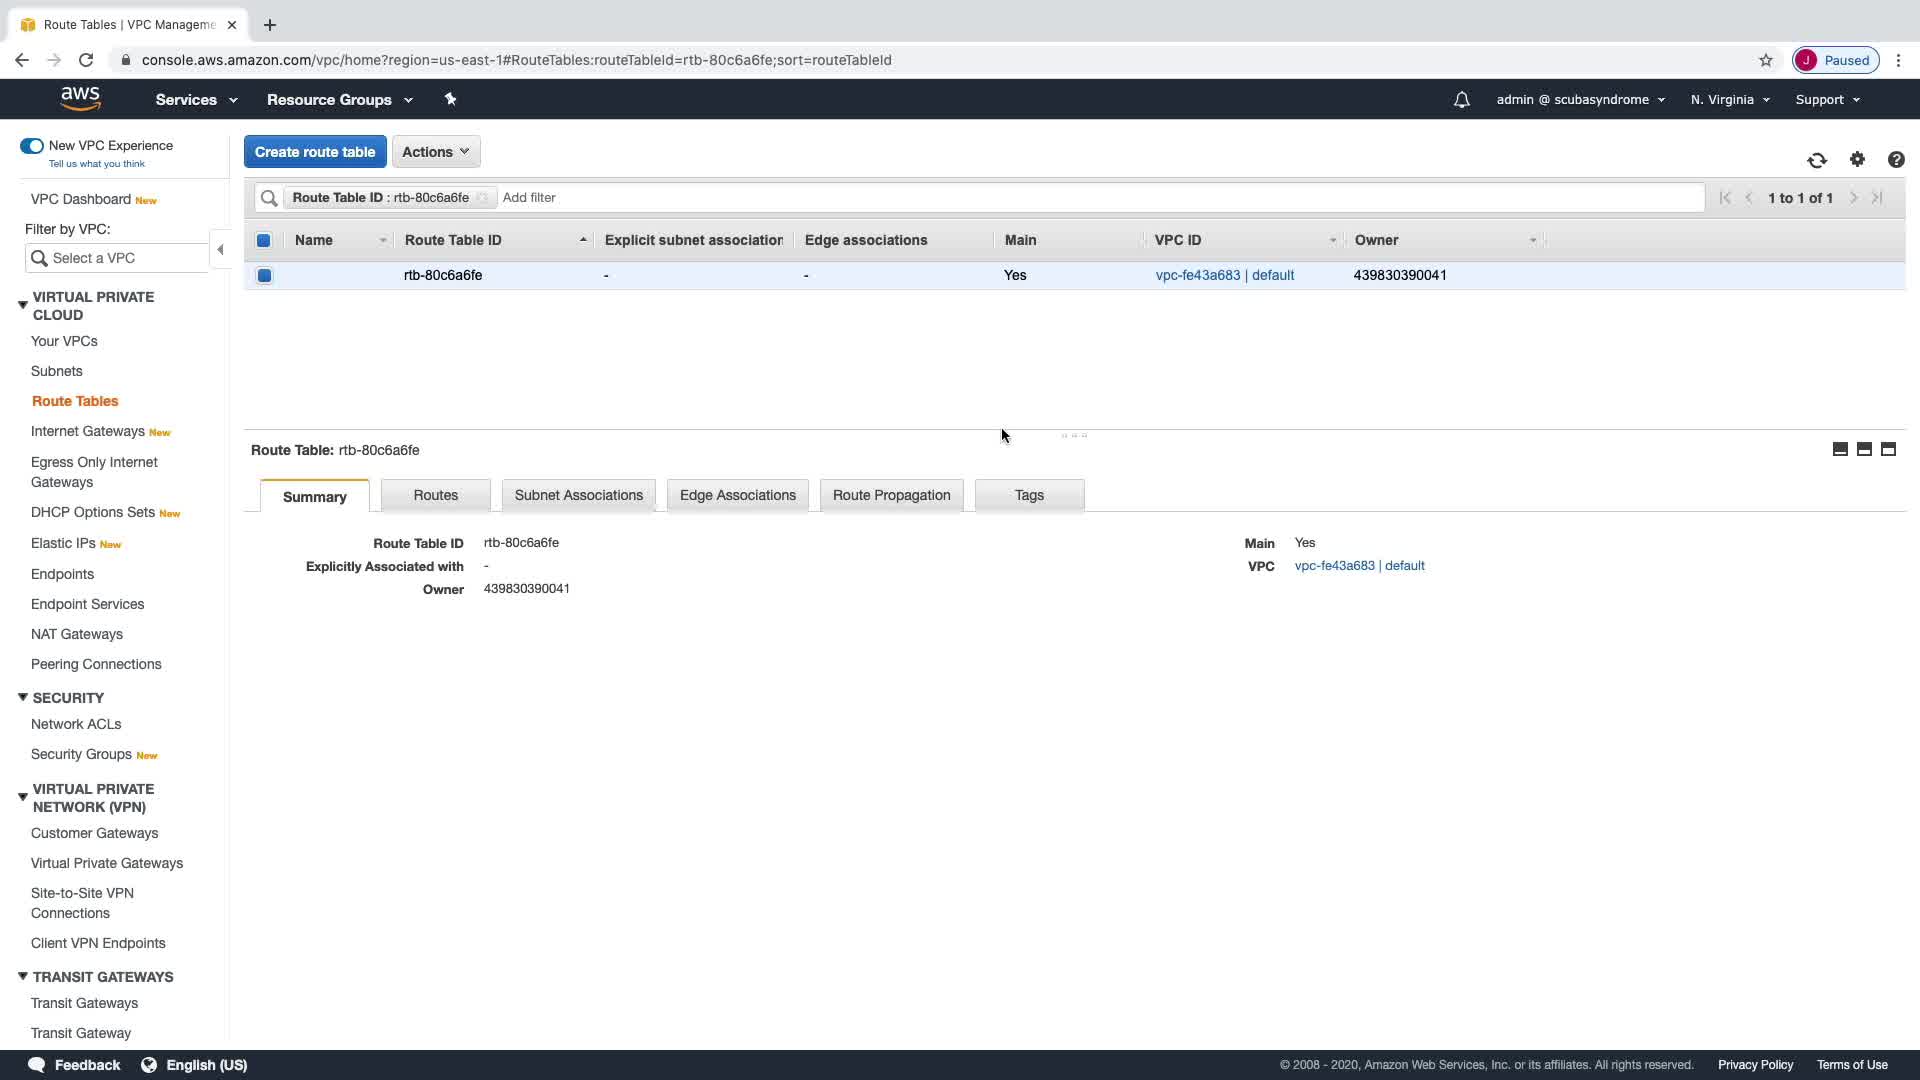 Route Tables | VPC Manageme
console.aws.amazon.com/vpc/home?region=us-east-1#RouteTables:routeTableId=rtb-80c6a6fe;sort=routeTableId
J Paused
aws Services Resource Groups admin @ scubasyndrome N. Virginia Support
New VPC Experience
Tell us what you think
VPC Dashboard New
Filter by VPC:
Select a VPC
VIRTUAL PRIVATE
CLOUD
Your VPCs
Subnets
Route Tables
Internet Gateways New
Egress Only Internet
Gateways
DHCP Options Sets New
Elastic IPs New
Endpoints
Endpoint Services
NAT Gateways
Peering Connections
SECURITY
Network ACLs
Security Groups New
VIRTUAL PRIVATE
NETWORK (VPN)
Customer Gateways
Virtual Private Gateways
Site-to-Site VPN
Connections
Client VPN Endpoints
TRANSIT GATEWAYS
Transit Gateways
Transit Gateway
Create route table Actions
Route Table ID : rtb-80c6a6fe Add filter 1 to 1 of 1
Name Route Table ID Explicit subnet association Edge associations Main VPC ID Owner
rtb-80c6a6fe - - Yes vpc-fe43a683 | default 439830390041
Route Table: rtb-80c6a6fe
Summary Routes Subnet Associations Edge Associations Route Propagation Tags
Route Table ID rtb-80c6a6fe Main Yes
Explicitly Associated with - VPC vpc-fe43a683 | default
Owner 439830390041
Feedback English (US) © 2008 - 2020, Amazon Web Services, Inc. or its affiliates. All rights reserved. Privacy Policy Terms of Use